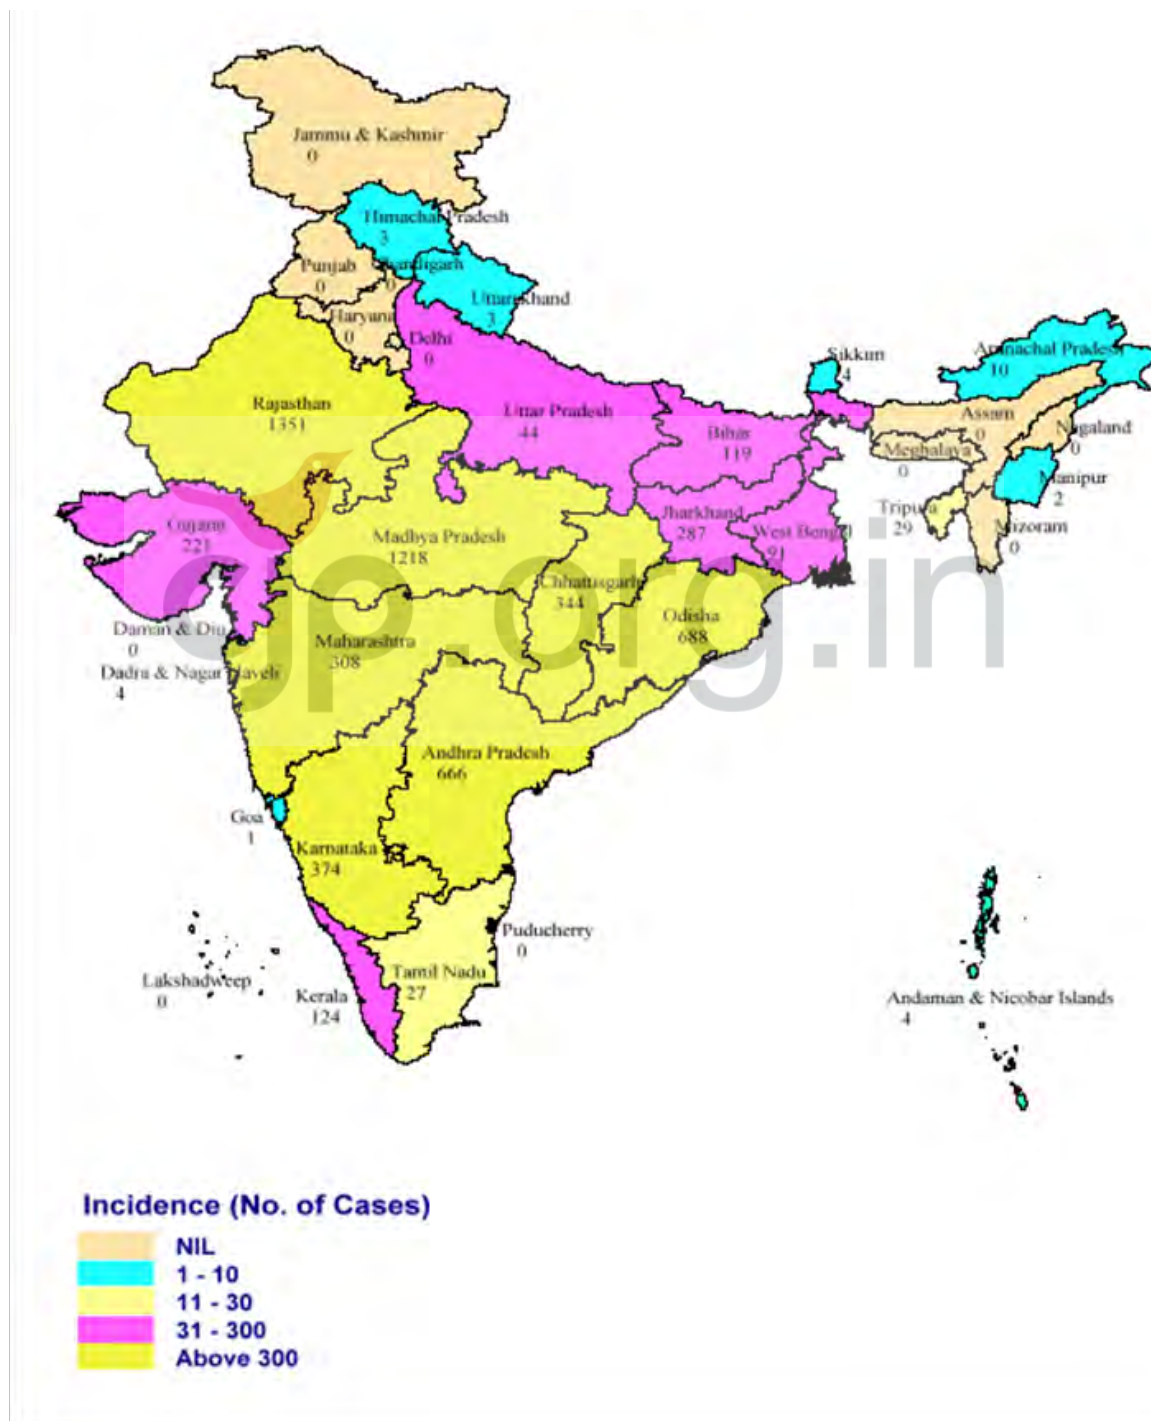 Jammu & Kashmir
0
Himachal Pradesh
3
Punjab
0
Chandigarh
0
Uttarakhand
3
Haryana
0
Delhi
0
Rajasthan
1351
Uttar Pradesh
44
Bihar
119
Sikkim
4
Arunachal Pradesh
10
Assam
0
Nagaland
0
Meghalaya
0
Manipur
2
Tripura
29
Mizoram
0
Gujarat
221
Madhya Pradesh
1218
Jharkhand
287
West Bengal
91
Chhattisgarh
344
Odisha
688
Daman & Diu
0
Dadra & Nagar Haveli
4
Maharashtra
308
Andhra Pradesh
666
Goa
1
Karnataka
374
Puducherry
0
Lakshadweep
0
Kerala
124
Tamil Nadu
27
Andaman & Nicobar Islands
4
cjp.org.in
Incidence (No. of Cases)
NIL
1 - 10
11 - 30
31 - 300
Above 300